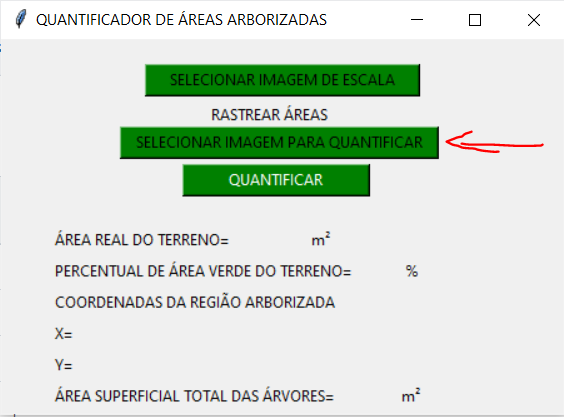 QUANTIFICADOR DE ÁREAS ARBORIZADAS
SELECIONAR IMAGEM DE ESCALA
RASTREAR ÁREAS
SELECIONAR IMAGEM PARA QUANTIFICAR
QUANTIFICAR
ÁREA REAL DO TERRENO= m²
PERCENTUAL DE ÁREA VERDE DO TERRENO= %
COORDENADAS DA REGIÃO ARBORIZADA
X=
Y=
ÁREA SUPERFICIAL TOTAL DAS ÁRVORES= m²